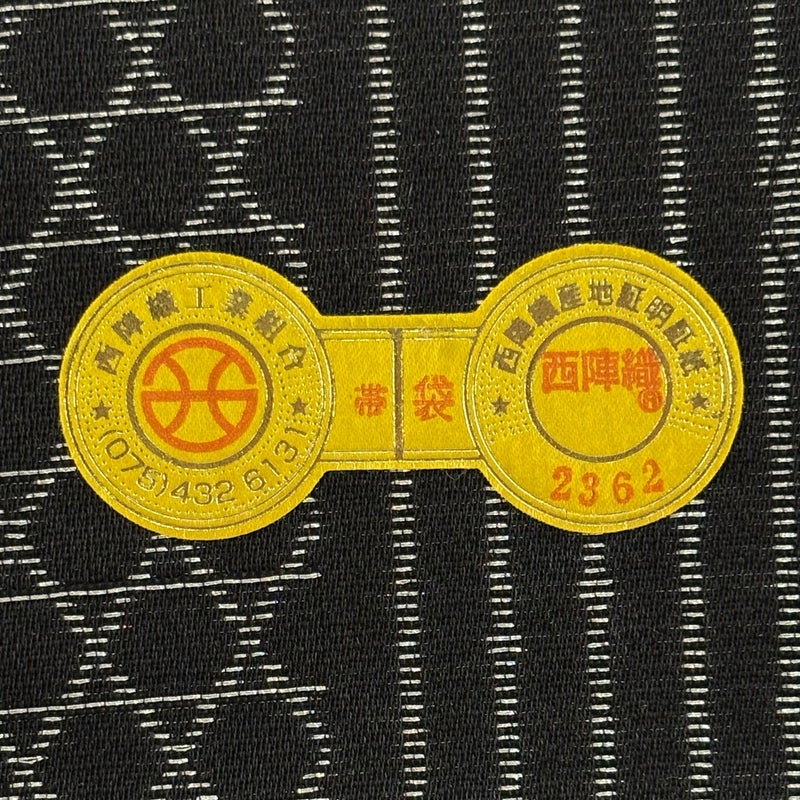 西陣織工業組合
(075)432 6131
帯
袋
西陣織産地証明証紙
西陣織
2362